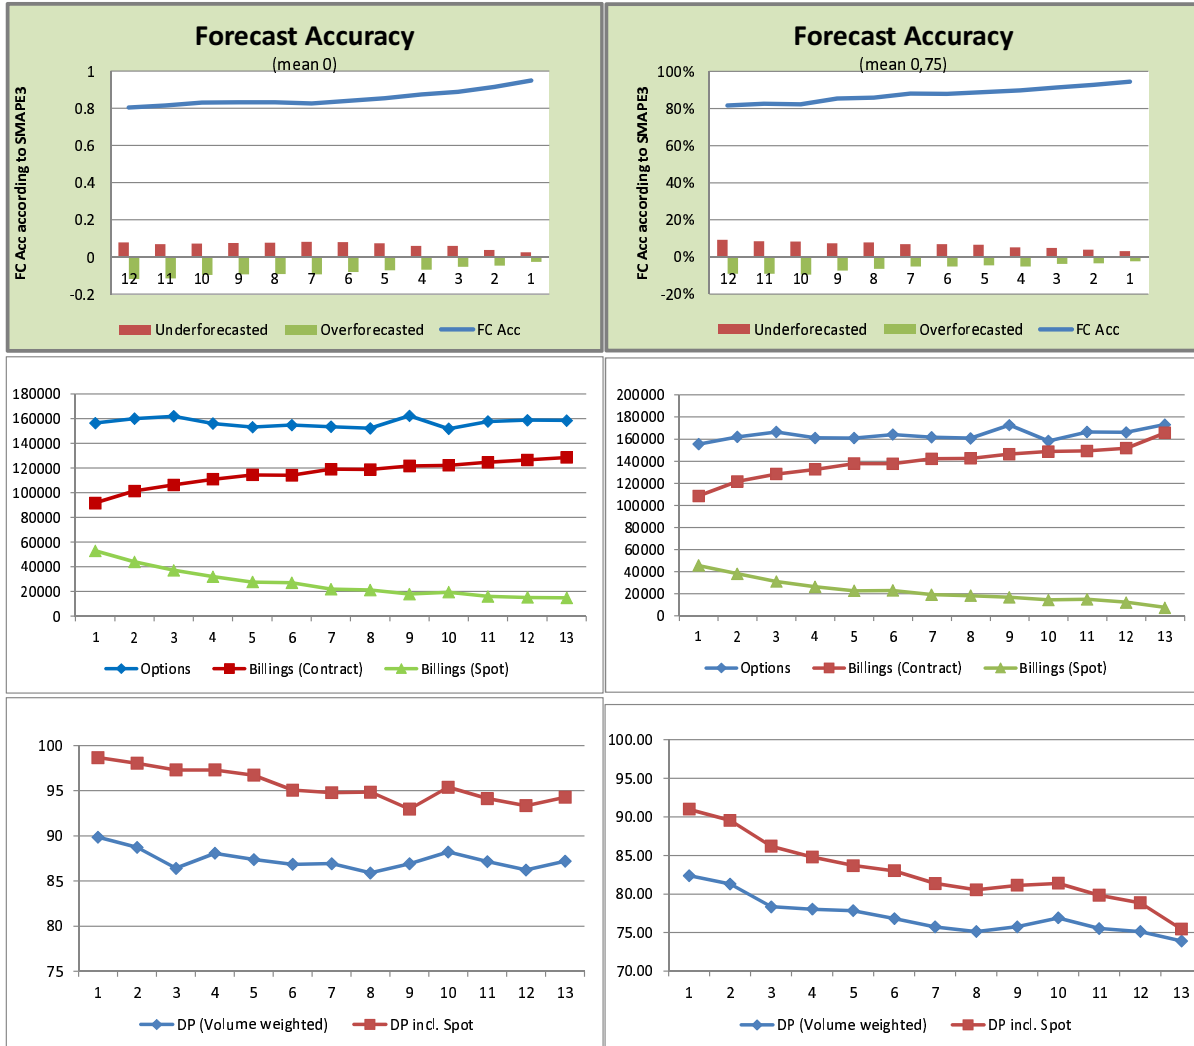 Forecast Accuracy
(mean 0)
FC Acc according to SMAPE3
1
0.8
0.6
0.4
0.2
0
-0.2
12 11 10 9 8 7 6 5 4 3 2 1
Underforecasted Overforecasted FC Acc
Forecast Accuracy
(mean 0,75)
FC Acc according to SMAPE3
100%
80%
60%
40%
20%
0%
-20%
12 11 10 9 8 7 6 5 4 3 2 1
Underforecasted Overforecasted FC Acc
180000
160000
140000
120000
100000
80000
60000
40000
20000
0
1 2 3 4 5 6 7 8 9 10 11 12 13
Options Billings (Contract) Billings (Spot)
200000
180000
160000
140000
120000
100000
80000
60000
40000
20000
0
1 2 3 4 5 6 7 8 9 10 11 12 13
Options Billings (Contract) Billings (Spot)
100
95
90
85
80
75
1 2 3 4 5 6 7 8 9 10 11 12 13
DP (Volume weighted) DP incl. Spot
100.00
95.00
90.00
85.00
80.00
75.00
70.00
1 2 3 4 5 6 7 8 9 10 11 12 13
DP (Volume weighted) DP incl. Spot